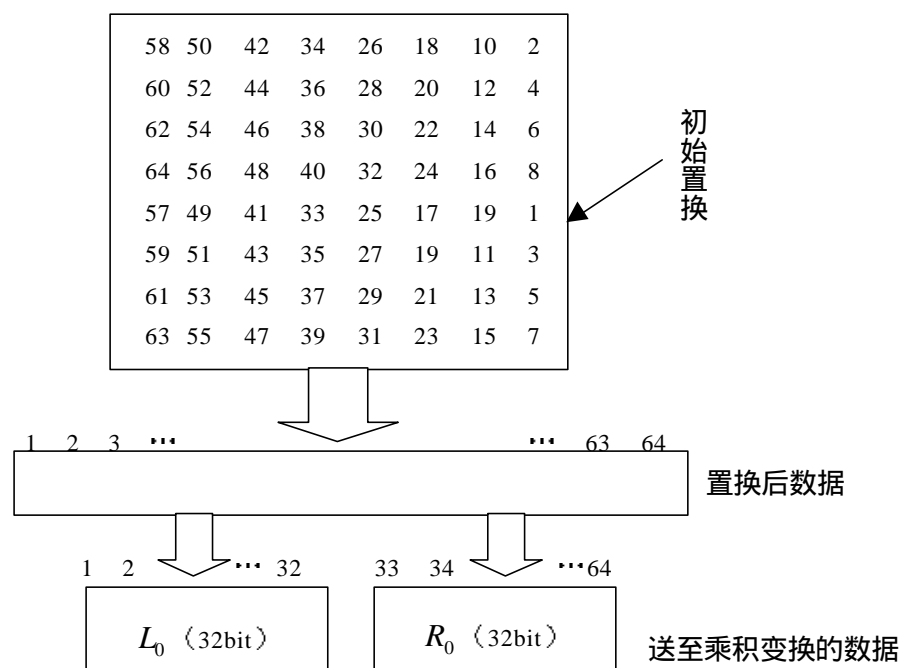 58 50 42 34 26 18 10 2
60 52 44 36 28 20 12 4
62 54 46 38 30 22 14 6
64 56 48 40 32 24 16 8
57 49 41 33 25 17 19 1
59 51 43 35 27 19 11 3
61 53 45 37 29 21 13 5
63 55 47 39 31 23 15 7
初始置换
1 2 3 … … 63 64
置换后数据
1 2 … 32 33 34 …64
L₀（32bit） R₀（32bit）
送至乘积变换的数据